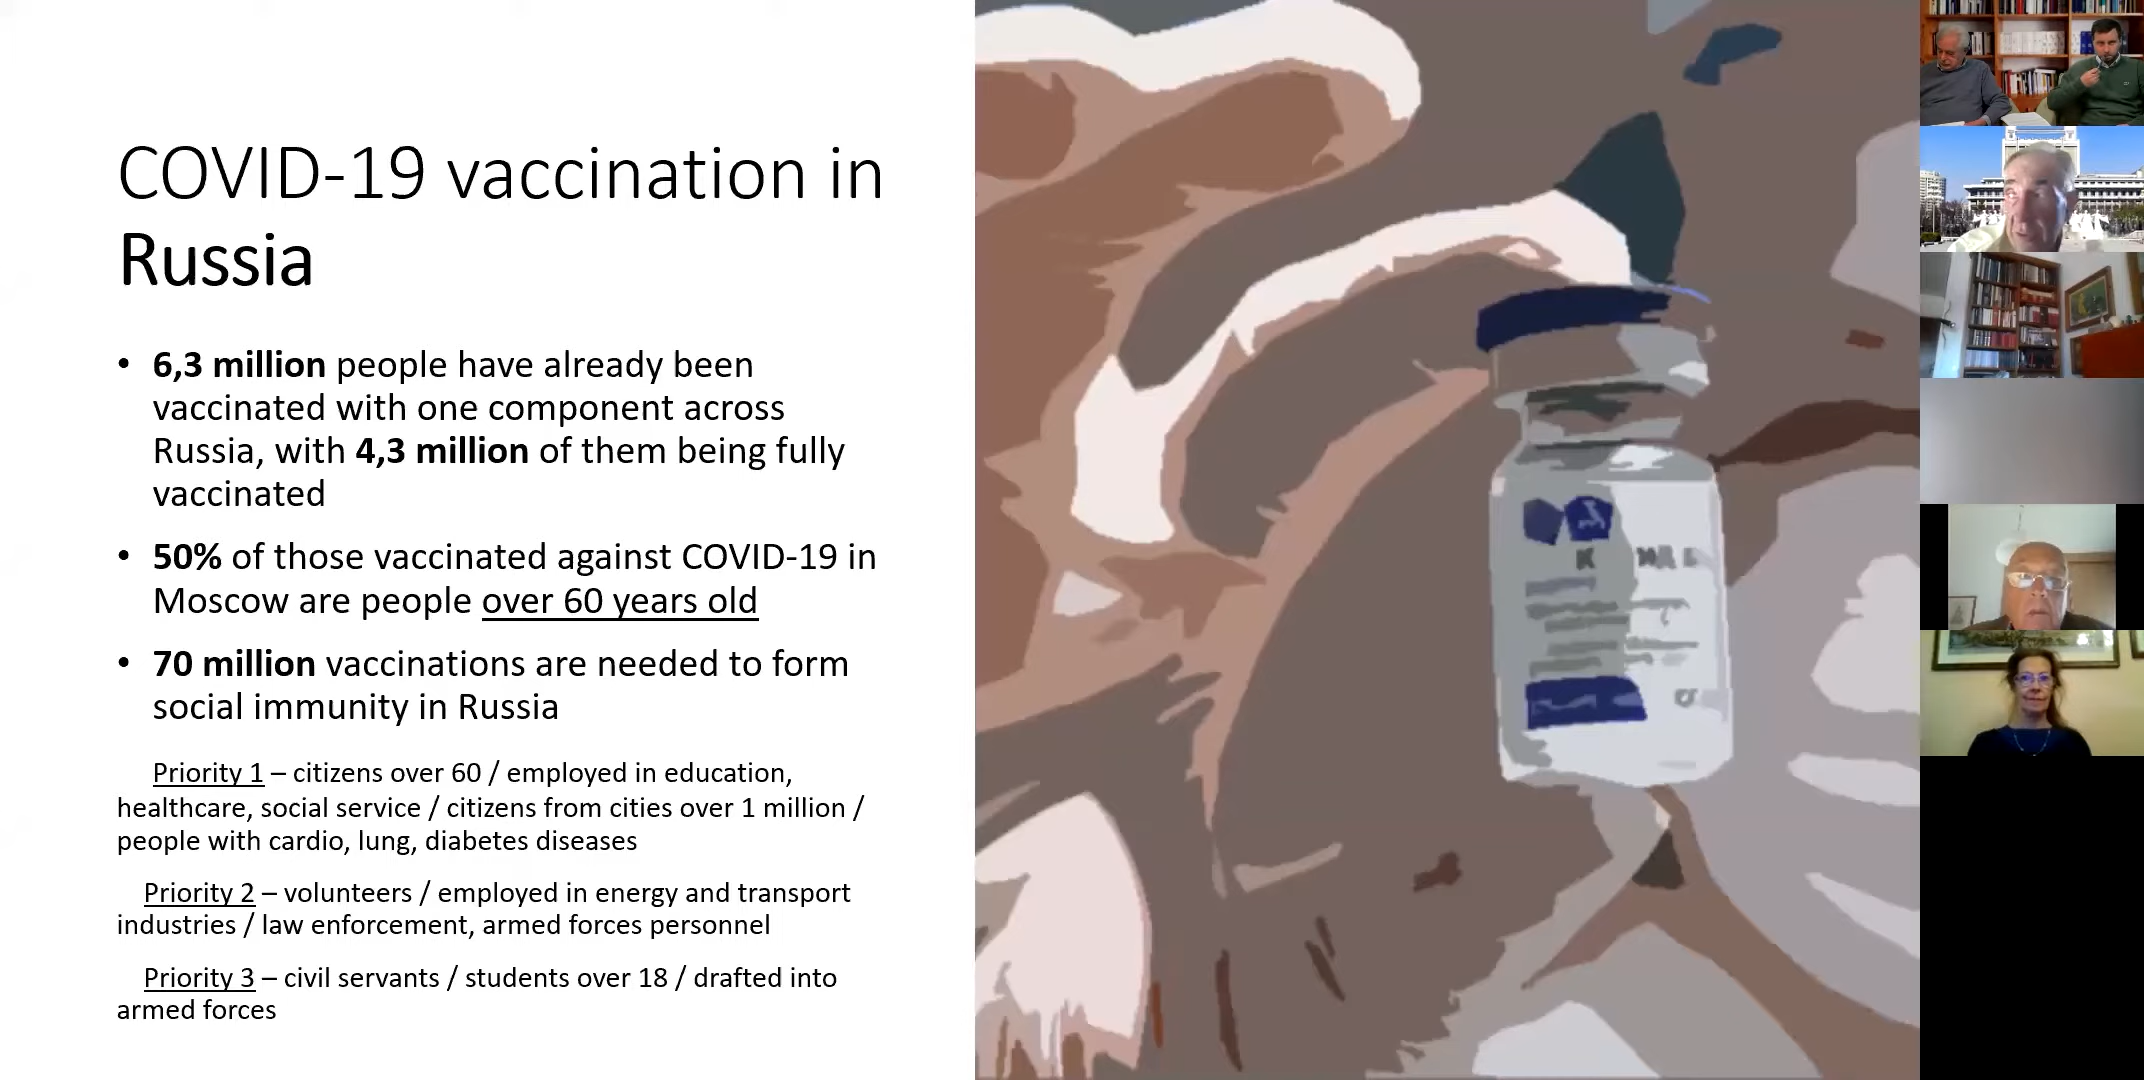 COVID-19 vaccination in
Russia
• 6,3 million people have already been
vaccinated with one component across
Russia, with 4,3 million of them being fully
vaccinated
• 50% of those vaccinated against COVID-19 in
Moscow are people over 60 years old
• 70 million vaccinations are needed to form
social immunity in Russia
Priority 1 – citizens over 60 / employed in education,
healthcare, social service / citizens from cities over 1 million /
people with cardio, lung, diabetes diseases
Priority 2 – volunteers / employed in energy and transport
industries / law enforcement, armed forces personnel
Priority 3 – civil servants / students over 18 / drafted into
armed forces